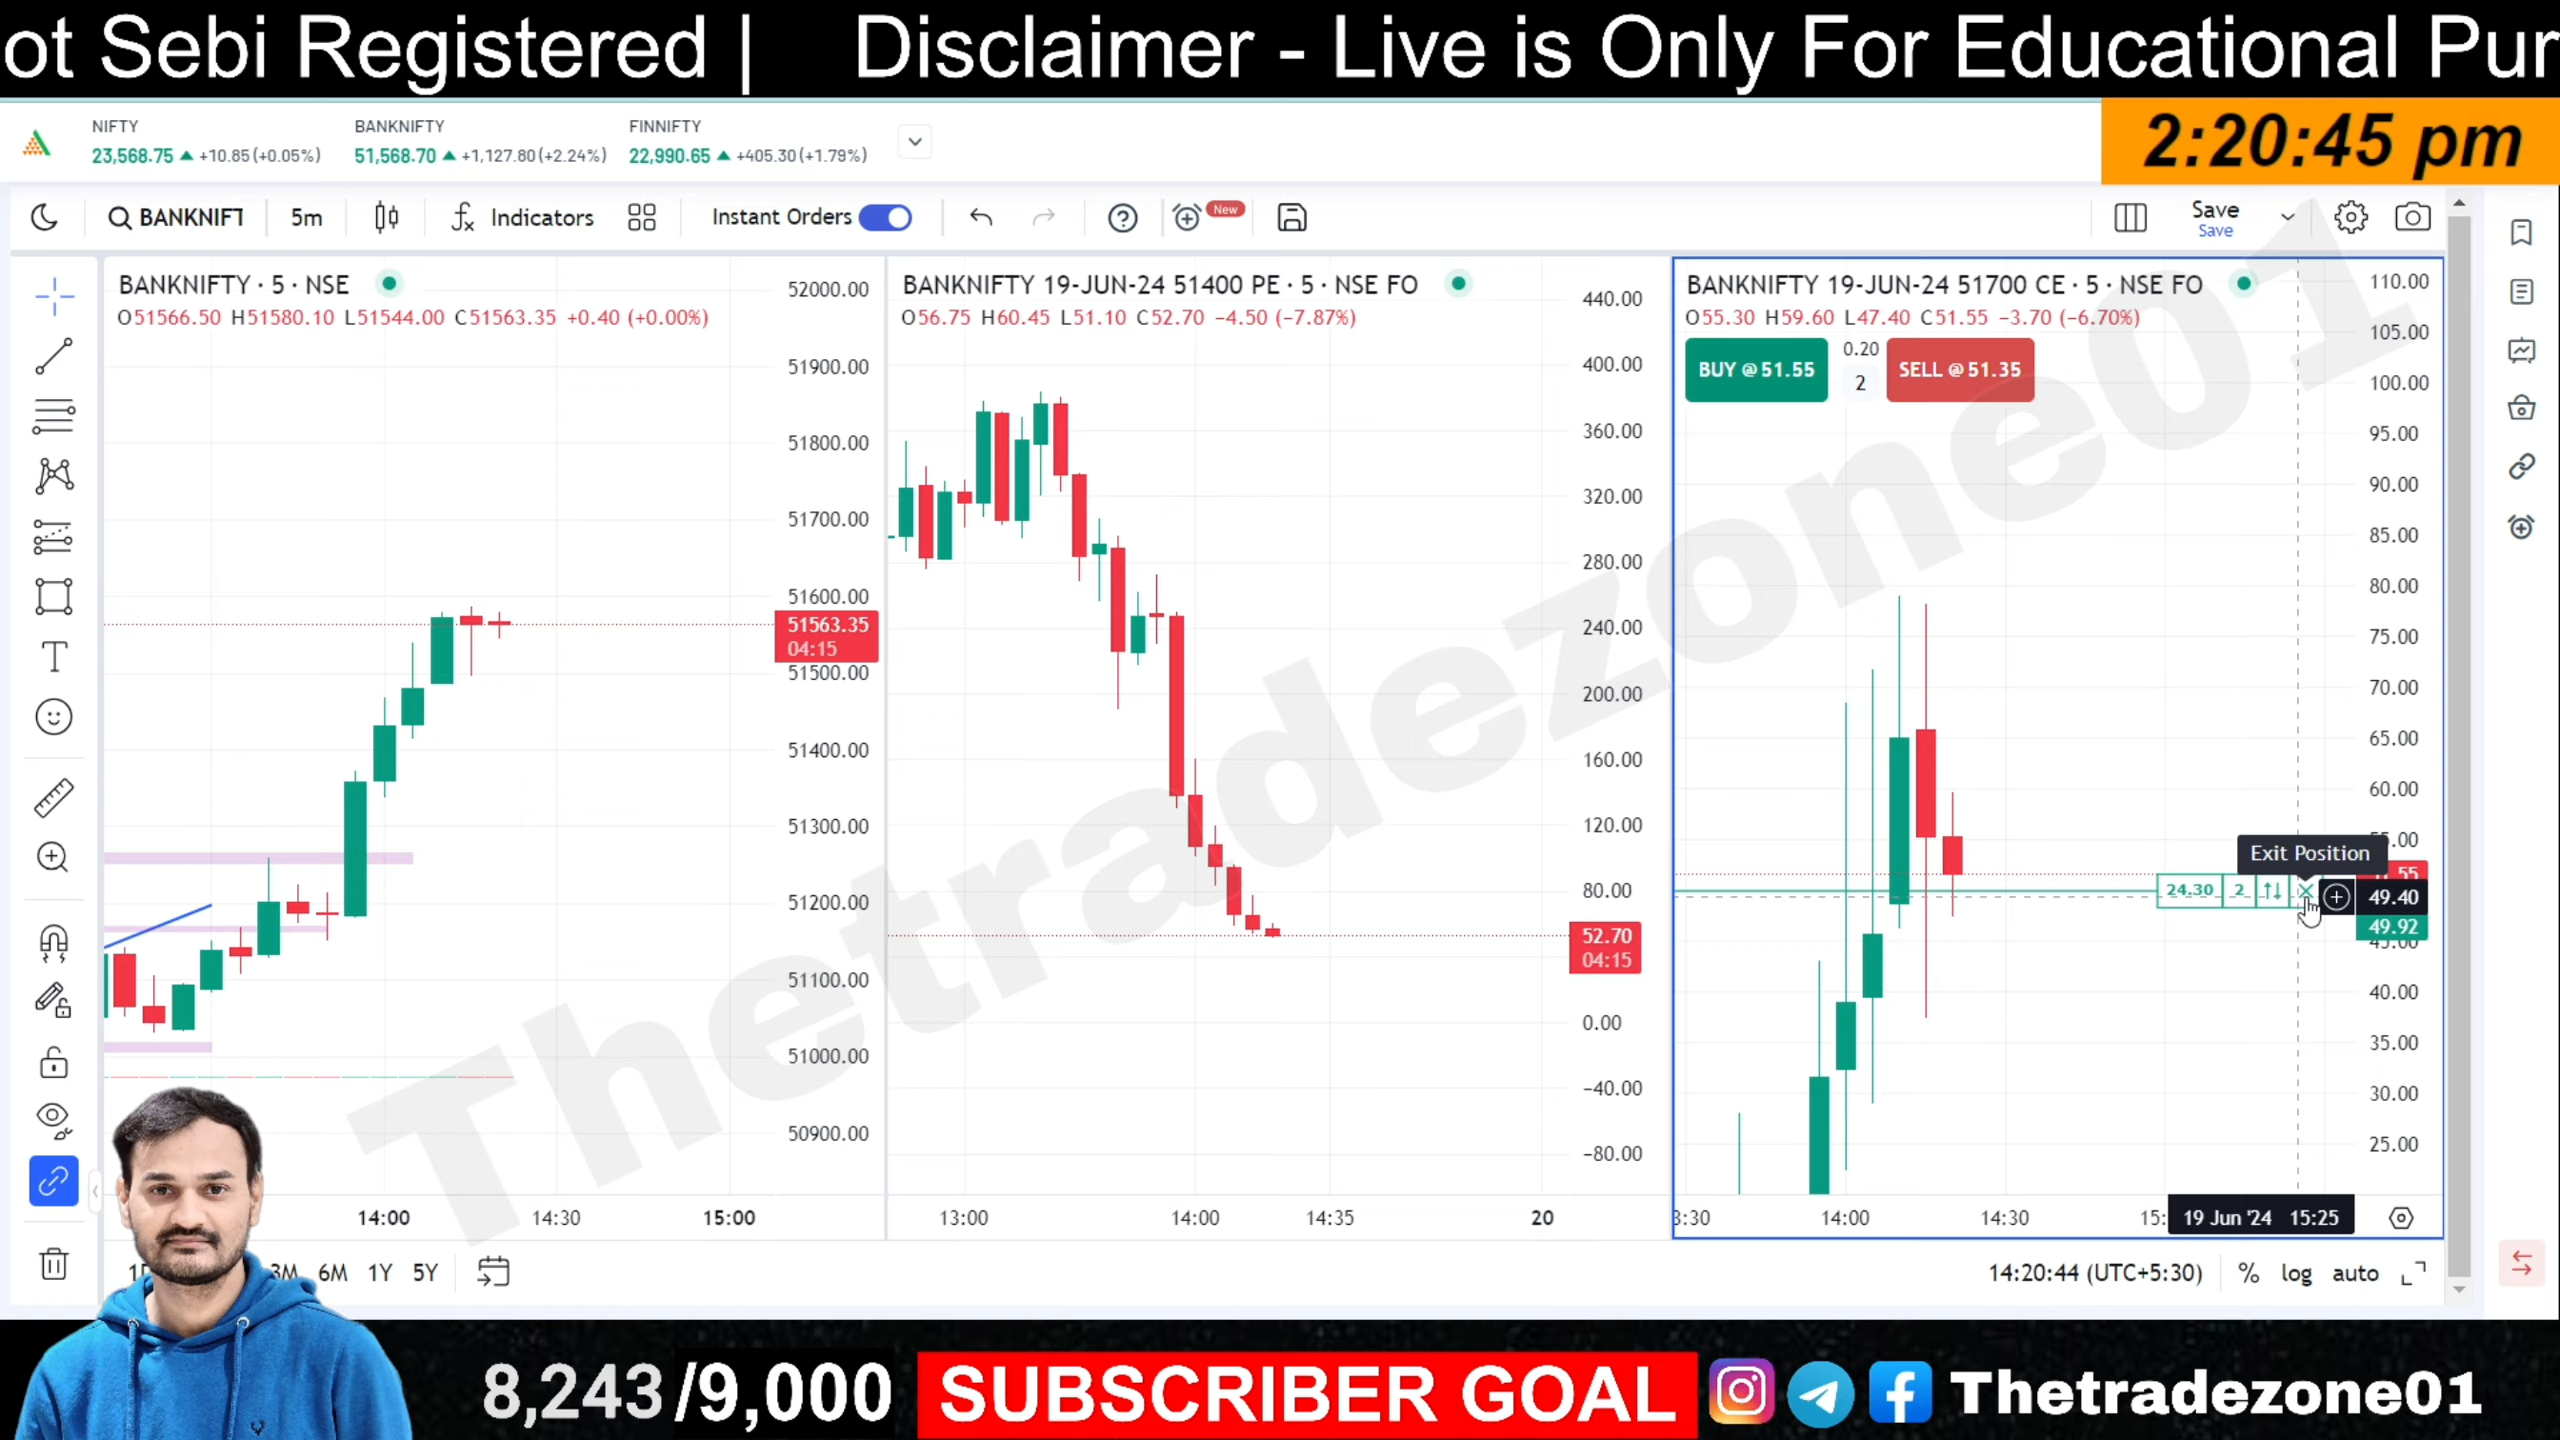 ot Sebi Registered | Disclaimer - Live is Only For Educational Pur
2:20:45 pm
NIFTY
23,568.75 ▲ +10.85(+0.05%)
BANKNIFTY
51,568.70 ▲ +1,127.80(+2.24%)
FINNIFTY
22,990.65 ▲ +405.30(+1.79%)
BANKNIFT 5m Indicators Instant Orders New Save
Save
BANKNIFTY · 5 · NSE
O51566.50 H51580.10 L51544.00 C51563.35 +0.40 (+0.00%)
52000.00
51900.00
51800.00
51700.00
51600.00
51563.35
04:15
51500.00
51400.00
51300.00
51200.00
51100.00
51000.00
50900.00
14:00 14:30 15:00
BANKNIFTY 19-JUN-24 51400 PE · 5 · NSE FO
O56.75 H60.45 L51.10 C52.70 −4.50 (−7.87%)
440.00
400.00
360.00
320.00
280.00
240.00
200.00
160.00
120.00
80.00
52.70
04:15
0.00
−40.00
−80.00
13:00 14:00 14:35 20
BANKNIFTY 19-JUN-24 51700 CE · 5 · NSE FO
O55.30 H59.60 L47.40 C51.55 −3.70 (−6.70%)
BUY @ 51.55
0.20
2
SELL @ 51.35
110.00
105.00
100.00
95.00
90.00
85.00
80.00
75.00
70.00
65.00
60.00
Exit Position
24.30 2
49.40
49.92
45.00
40.00
35.00
30.00
25.00
14:00 14:30 19 Jun '24 15:25
3M 6M 1Y 5Y
14:20:44 (UTC+5:30) % log auto
Thetradezone01
8,243/9,000 SUBSCRIBER GOAL Thetradezone01